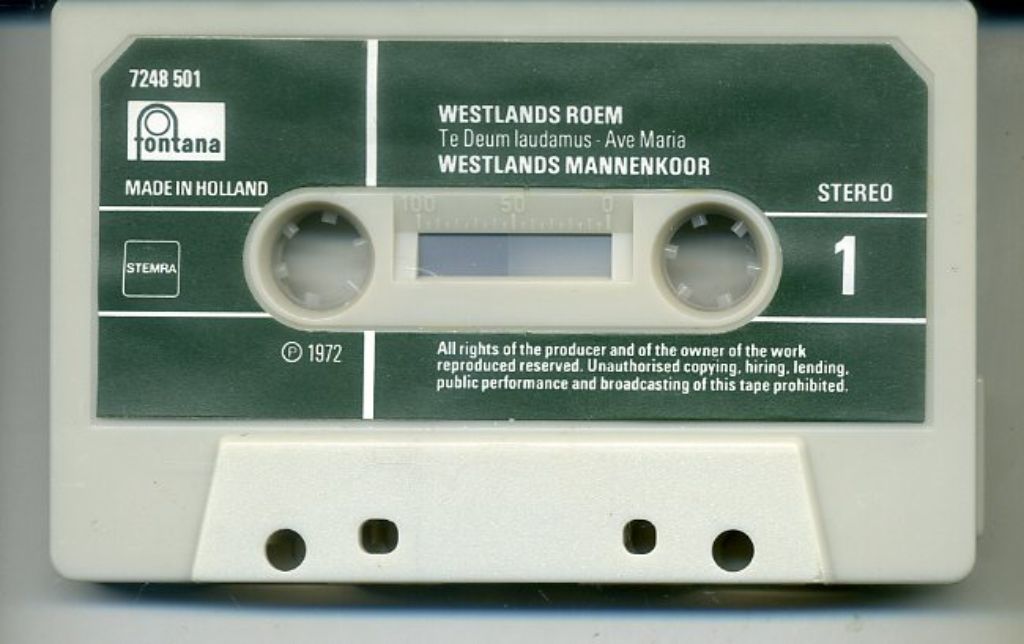 7248 501
fontana
MADE IN HOLLAND
WESTLANDS ROEM
Te Deum laudamus - Ave Maria
WESTLANDS MANNENKOOR
STEREO
100 50 0
STEMRA
1
Ⓟ 1972
All rights of the producer and of the owner of the work
reproduced reserved. Unauthorised copying, hiring, lending,
public performance and broadcasting of this tape prohibited.